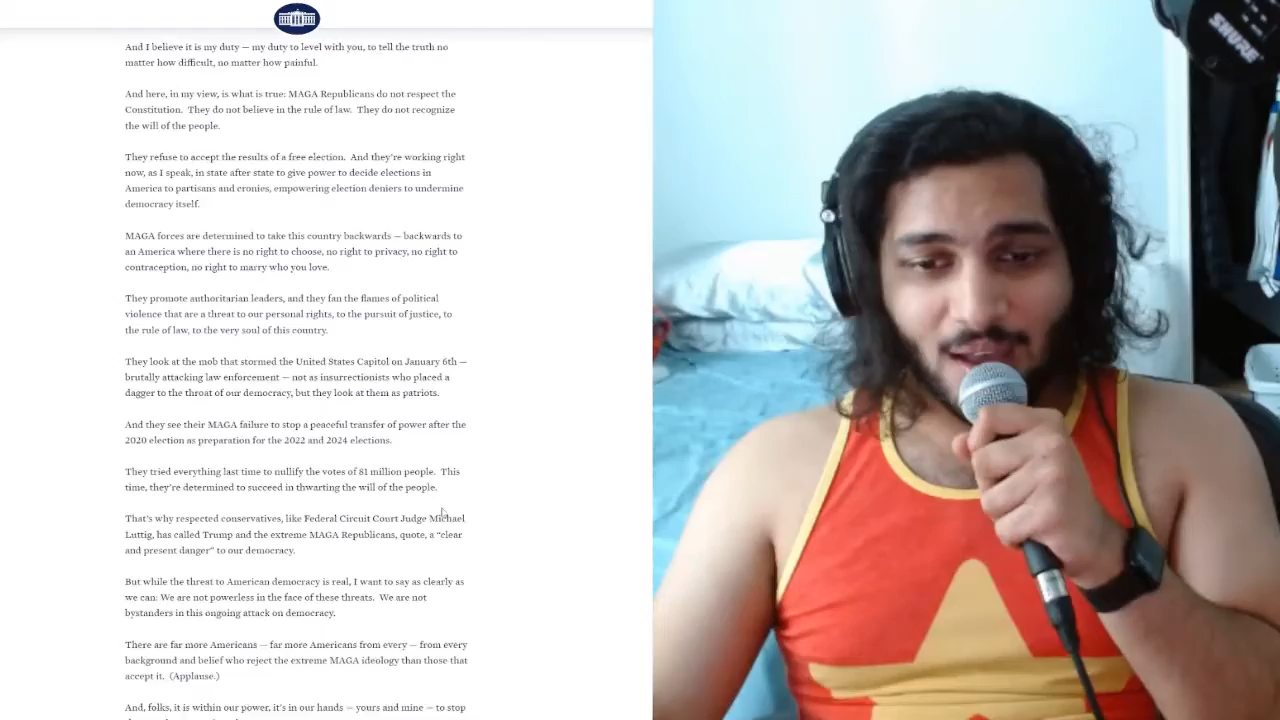 And I believe it is my duty — my duty to level with you, to tell the truth no
matter how difficult, no matter how painful.
And here, in my view, is what is true: MAGA Republicans do not respect the
Constitution.  They do not believe in the rule of law.  They do not recognize
the will of the people.
They refuse to accept the results of a free election.  And they’re working right
now, as I speak, in state after state to give power to decide elections in
America to partisans and cronies, empowering election deniers to undermine
democracy itself.
MAGA forces are determined to take this country backwards — backwards to
an America where there is no right to choose, no right to privacy, no right to
contraception, no right to marry who you love.
They promote authoritarian leaders, and they fan the flames of political
violence that are a threat to our personal rights, to the pursuit of justice, to
the rule of law, to the very soul of this country.
They look at the mob that stormed the United States Capitol on January 6th —
brutally attacking law enforcement — not as insurrectionists who placed a
dagger to the throat of our democracy, but they look at them as patriots.
And they see their MAGA failure to stop a peaceful transfer of power after the
2020 election as preparation for the 2022 and 2024 elections.
They tried everything last time to nullify the votes of 81 million people.  This
time, they’re determined to succeed in thwarting the will of the people.
That’s why respected conservatives, like Federal Circuit Court Judge Michael
Luttig, has called Trump and the extreme MAGA Republicans, quote, a “clear
and present danger” to our democracy.
But while the threat to American democracy is real, I want to say as clearly as
we can: We are not powerless in the face of these threats.  We are not
bystanders in this ongoing attack on democracy.
There are far more Americans — far more Americans from every — from every
background and belief who reject the extreme MAGA ideology than those that
accept it.  (Applause.)
And, folks, it is within our power, it’s in our hands — yours and mine — to stop
SHURE